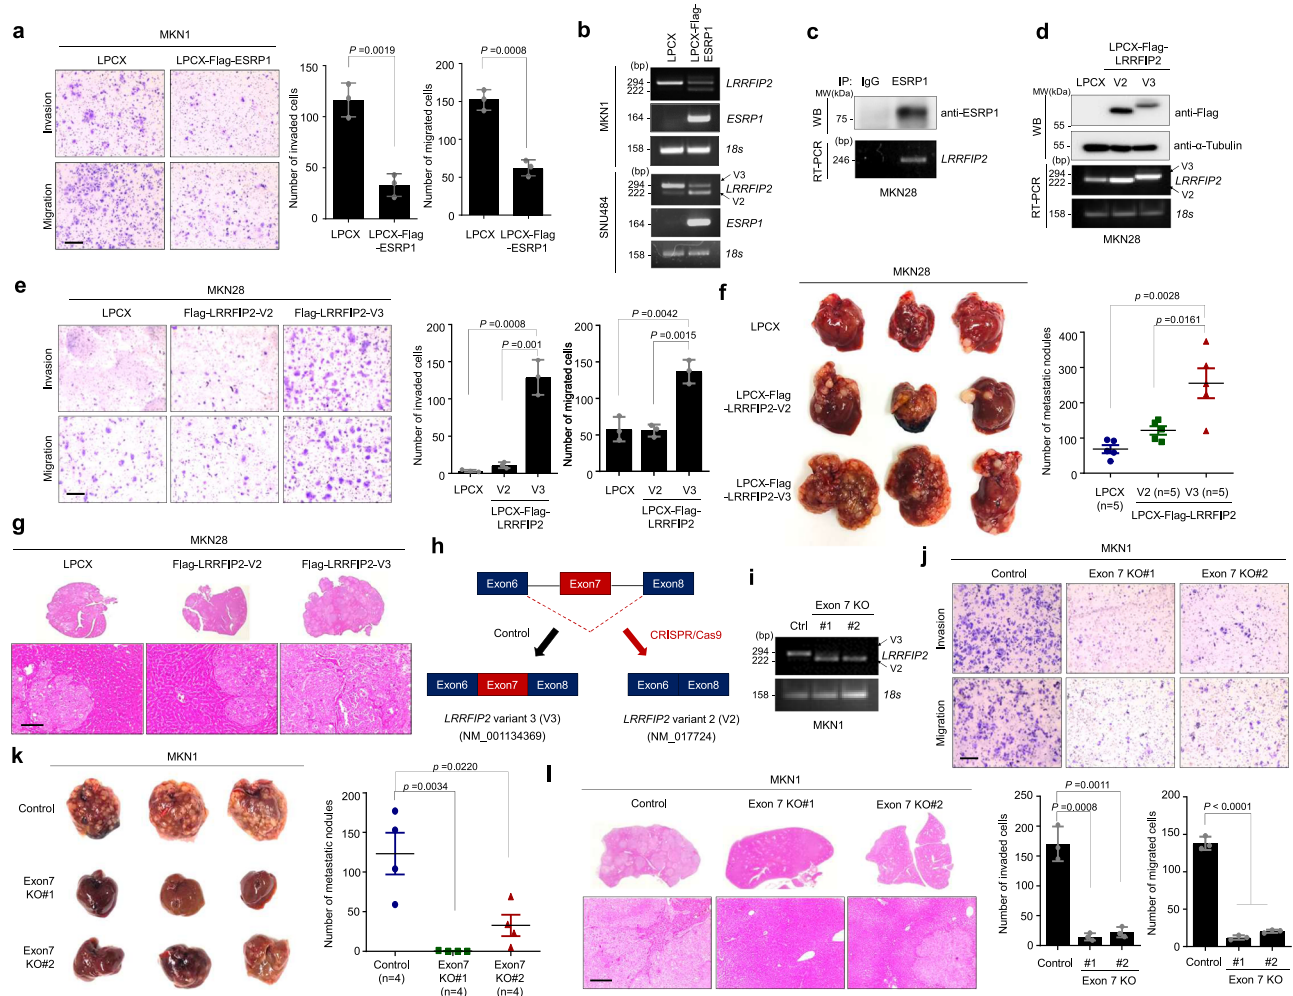 a
MKN1
LPCX
LPCX-Flag-ESRP1
Invasion
Migration
Number of invaded cells
150
100
50
0
P =0.0019
LPCX
LPCX-Flag
-ESRP1
Number of migrated cells
200
150
100
50
0
P =0.0008
LPCX
LPCX-Flag
-ESRP1
b
LPCX
LPCX-Flag-
ESRP1
(bp)
MKN1
294
222
LRRFIP2
164
ESRP1
158
18s
(bp)
SNU484
V3
294
LRRFIP2
222
V2
164
ESRP1
158
18s
c
IP:
IgG
ESRP1
MW(kDa)
WB
75
anti-ESRP1
(bp)
RT-PCR
246
LRRFIP2
MKN28
d
LPCX-Flag-
LRRFIP2
LPCX
V2
V3
MW(kDa)
WB
55
anti-Flag
55
anti-α-Tubulin
(bp)
RT-PCR
V3
294
LRRFIP2
222
V2
158
18s
MKN28
e
MKN28
LPCX
Flag-LRRFIP2-V2
Flag-LRRFIP2-V3
Invasion
Migration
Number of invaded cells
200
150
100
50
0
P =0.0008
P =0.001
LPCX
V2
V3
LPCX-Flag-
LRRFIP2
Number of migrated cells
200
150
100
50
0
P =0.0042
P =0.0015
LPCX
V2
V3
LPCX-Flag-
LRRFIP2
f
MKN28
LPCX
LPCX-Flag
-LRRFIP2-V2
LPCX-Flag
-LRRFIP2-V3
Number of metastatic nodules
400
300
200
100
0
p =0.0028
p =0.0161
LPCX
(n=5)
V2 (n=5)
V3 (n=5)
LPCX-Flag-LRRFIP2
g
MKN28
LPCX
Flag-LRRFIP2-V2
Flag-LRRFIP2-V3
h
Exon6
Exon7
Exon8
Control
CRISPR/Cas9
Exon6
Exon7
Exon8
Exon6
Exon8
LRRFIP2 variant 3 (V3)
(NM_001134369)
LRRFIP2 variant 2 (V2)
(NM_017724)
i
Exon 7 KO
Ctrl
#1
#2
(bp)
V3
294
LRRFIP2
222
V2
158
18s
MKN1
j
MKN1
Control
Exon 7 KO#1
Exon 7 KO#2
Invasion
Migration
Number of invaded cells
250
200
150
100
50
0
P =0.0011
P =0.0008
Control
#1
#2
Exon 7 KO
Number of migrated cells
200
150
100
50
0
P < 0.0001
Control
#1
#2
Exon 7 KO
k
MKN1
Control
Exon7
KO#1
Exon7
KO#2
Number of metastatic nodules
200
150
100
50
0
p =0.0220
p =0.0034
Control
(n=4)
Exon7
KO#1
(n=4)
Exon7
KO#2
(n=4)
l
MKN1
Control
Exon 7 KO#1
Exon 7 KO#2